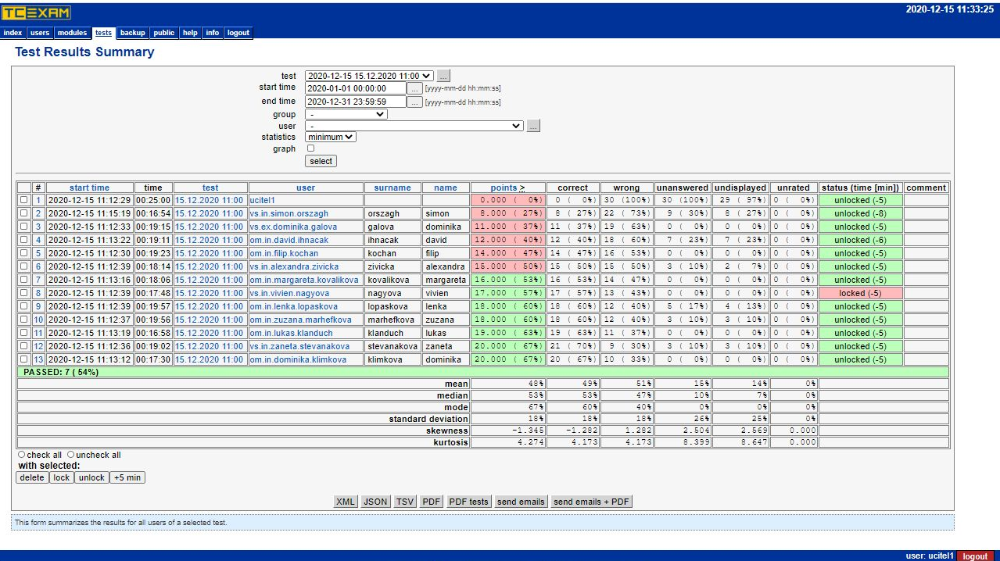 TCEXAM
2020-12-15 11:33:25
index users modules tests backup public help info logout
Test Results Summary
test 2020-12-15 15.12.2020 11:00 ...
start time 2020-01-01 00:00:00 ... [yyyy-mm-dd hh:mm:ss]
end time 2020-12-31 23:59:59 ... [yyyy-mm-dd hh:mm:ss]
group -
user - ...
statistics minimum
graph
select
# start time time test user surname name points > correct wrong unanswered undisplayed unrated status (time [min]) comment
1 2020-12-15 11:12:29 00:25:00 15.12.2020 11:00 ucitel1 0.000 ( 0%) 0 ( 0%) 30 (100%) 30 (100%) 29 ( 97%) 0 ( 0%) unlocked (-5)
2 2020-12-15 11:15:19 00:16:54 15.12.2020 11:00 vs.in.simon.orszagh orszagh simon 8.000 ( 27%) 8 ( 27%) 22 ( 73%) 9 ( 30%) 8 ( 27%) 0 ( 0%) unlocked (-8)
3 2020-12-15 11:12:33 00:19:15 15.12.2020 11:00 vs.ex.dominika.galova galova dominika 11.000 ( 37%) 11 ( 37%) 19 ( 63%) 0 ( 0%) 0 ( 0%) 0 ( 0%) unlocked (-5)
4 2020-12-15 11:13:22 00:19:11 15.12.2020 11:00 om.in.david.ihnacak ihnacak david 12.000 ( 40%) 12 ( 40%) 18 ( 60%) 7 ( 23%) 7 ( 23%) 0 ( 0%) unlocked (-6)
5 2020-12-15 11:12:30 00:19:23 15.12.2020 11:00 om.in.filip.kochan kochan filip 14.000 ( 47%) 14 ( 47%) 16 ( 53%) 0 ( 0%) 0 ( 0%) 0 ( 0%) unlocked (-5)
6 2020-12-15 11:12:39 00:18:14 15.12.2020 11:00 vs.in.alexandra.zivicka zivicka alexandra 15.000 ( 50%) 15 ( 50%) 15 ( 50%) 3 ( 10%) 2 ( 7%) 0 ( 0%) unlocked (-5)
7 2020-12-15 11:13:16 00:18:06 15.12.2020 11:00 om.in.margareta.kovalikova kovalikova margareta 16.000 ( 53%) 16 ( 53%) 14 ( 47%) 0 ( 0%) 0 ( 0%) 0 ( 0%) unlocked (-5)
8 2020-12-15 11:12:39 00:17:48 15.12.2020 11:00 vs.in.vivien.nagyova nagyova vivien 17.000 ( 57%) 17 ( 57%) 13 ( 43%) 0 ( 0%) 0 ( 0%) 0 ( 0%) locked (-5)
9 2020-12-15 11:12:39 00:19:57 15.12.2020 11:00 om.in.lenka.lopaskova lopaskova lenka 18.000 ( 60%) 18 ( 60%) 12 ( 40%) 5 ( 17%) 4 ( 13%) 0 ( 0%) unlocked (-5)
10 2020-12-15 11:12:37 00:19:56 15.12.2020 11:00 om.in.zuzana.marhefkova marhefkova zuzana 18.000 ( 60%) 18 ( 60%) 12 ( 40%) 3 ( 10%) 3 ( 10%) 0 ( 0%) unlocked (-5)
11 2020-12-15 11:13:19 00:16:58 15.12.2020 11:00 om.in.lukas.klanduch klanduch lukas 19.000 ( 63%) 19 ( 63%) 11 ( 37%) 0 ( 0%) 0 ( 0%) 0 ( 0%) unlocked (-5)
12 2020-12-15 11:12:36 00:19:02 15.12.2020 11:00 vs.in.zaneta.stevanakova stevanakova zaneta 20.000 ( 67%) 21 ( 70%) 9 ( 30%) 3 ( 10%) 3 ( 10%) 0 ( 0%) unlocked (-5)
13 2020-12-15 11:13:12 00:17:30 15.12.2020 11:00 om.in.dominika.klimkova klimkova dominika 20.000 ( 67%) 20 ( 67%) 10 ( 33%) 0 ( 0%) 0 ( 0%) 0 ( 0%) unlocked (-5)
PASSED: 7 ( 54%)
mean 48% 49% 51% 15% 14% 0%
median 53% 53% 47% 10% 7% 0%
mode 67% 60% 40% 0% 0% 0%
standard deviation 18% 18% 18% 26% 25% 0%
skewness -1.345 -1.282 1.282 2.504 2.569 0.000
kurtosis 4.274 4.173 4.173 8.399 8.647 0.000
check all uncheck all
with selected:
delete lock unlock +5 min
XML JSON TSV PDF PDF tests send emails send emails + PDF
This form summarizes the results for all users of a selected test.
user: ucitel1 logout